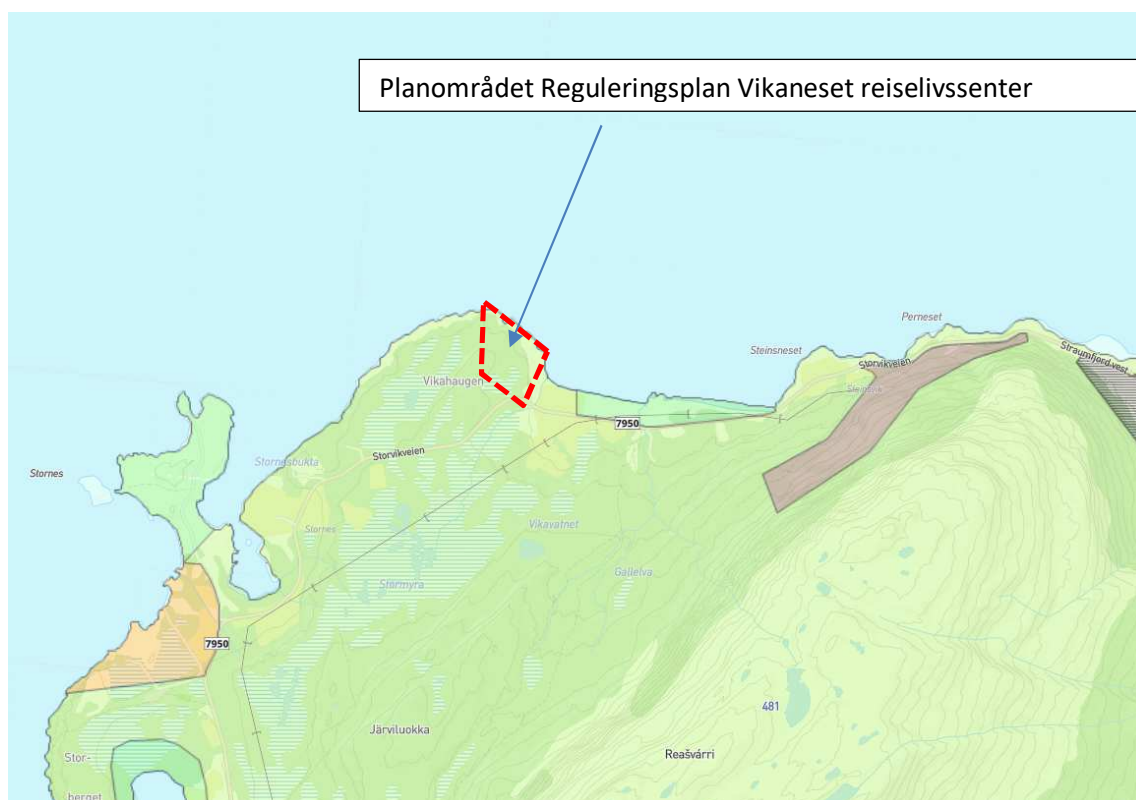 Planområdet Reguleringsplan Vikaneset reiselivssenter
Perneset
Steinsneset
Storvikveien
Straumfjord vest
Steinsvik
Vikahaugen
7950
Storvikveien
Stornesbukta
Stornes
Stornes
Vikavatnet
Gallelva
Stormyra
7950
481
Järviluokka
Reašvárri
Stor-
berget